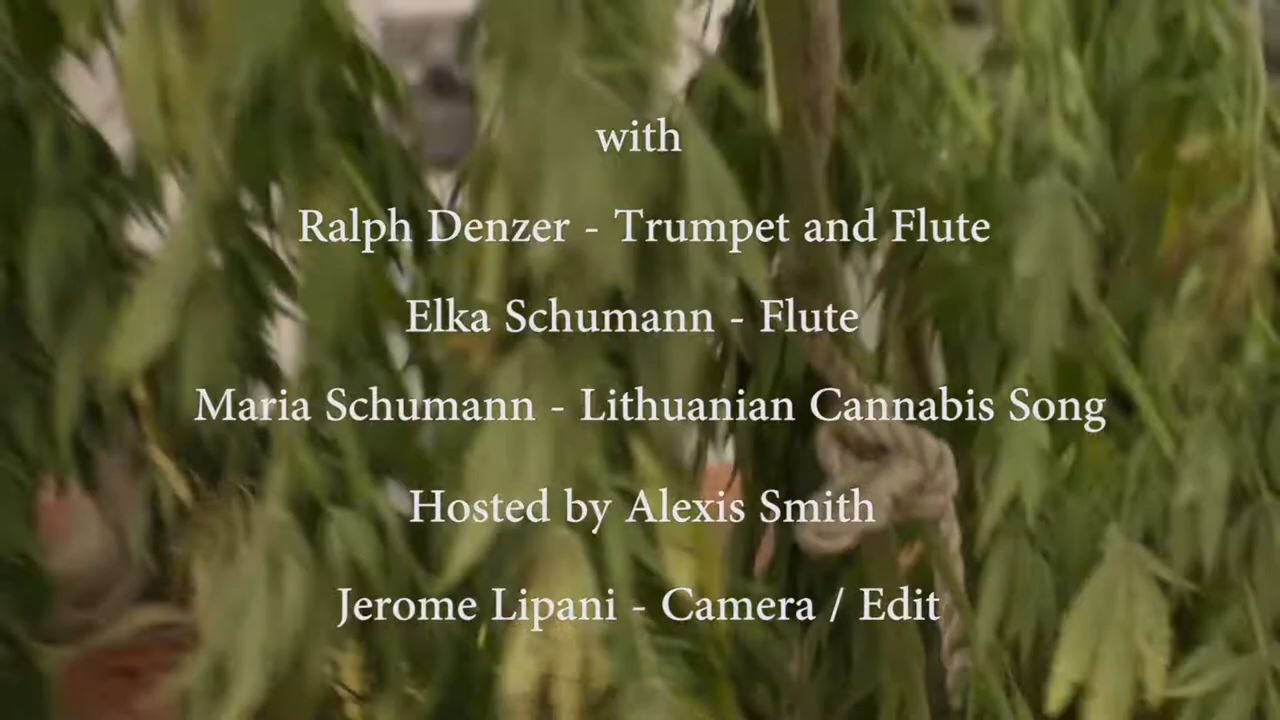 with
Ralph Denzer - Trumpet and Flute
Elka Schumann - Flute
Maria Schumann - Lithuanian Cannabis Song
Hosted by Alexis Smith
Jerome Lipani - Camera / Edit